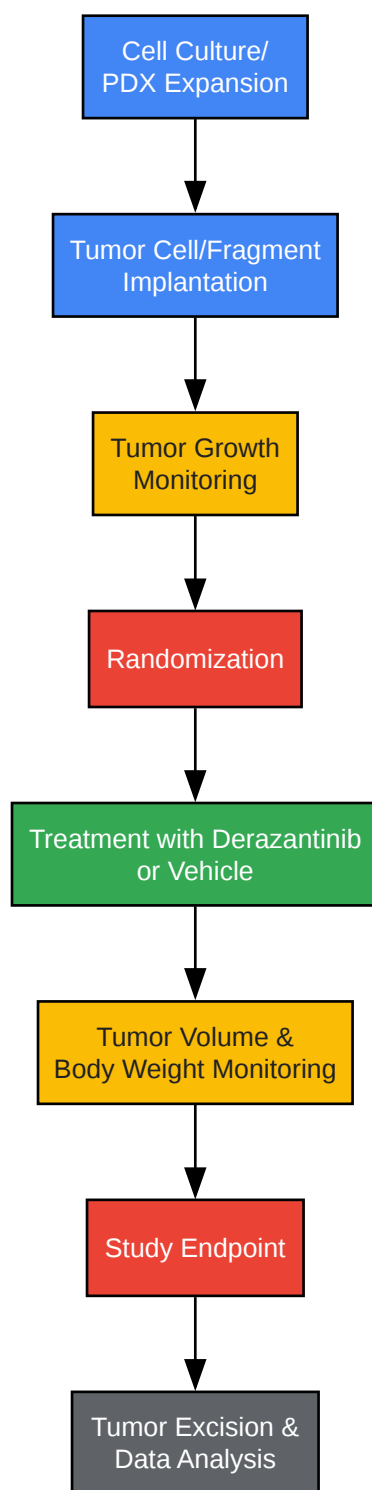 Cell Culture/
PDX Expansion
Tumor Cell/Fragment
Implantation
Tumor Growth
Monitoring
Randomization
Treatment with Derazantinib
or Vehicle
Tumor Volume &
Body Weight Monitoring
Study Endpoint
Tumor Excision &
Data Analysis